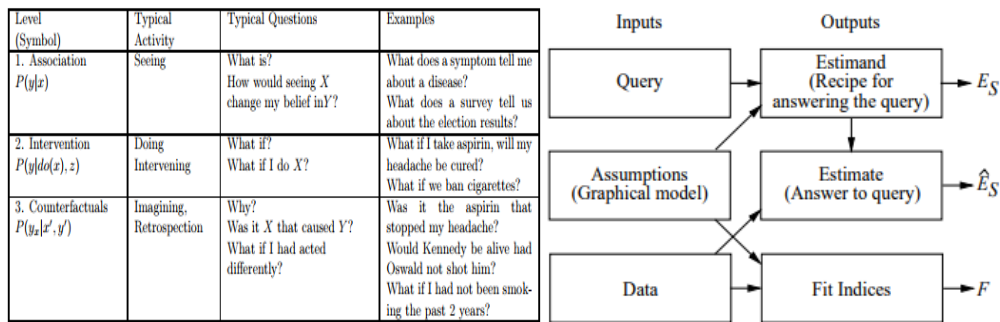 Level
(Symbol)
Typical
Activity
Typical Questions
Examples
1. Association
P(y|x)
Seeing
What is?
How would seeing X
change my belief inY?
What does a symptom tell me
about a disease?
What does a survey tell us
about the election results?
2. Intervention
P(y|do(x), z)
Doing
Intervening
What if?
What if I do X?
What if I take aspirin, will my
headache be cured?
What if we ban cigarettes?
3. Counterfactuals
P(yₓ|x′, y′)
Imagining,
Retrospection
Why?
Was it X that caused Y?
What if I had acted
differently?
Was it the aspirin that
stopped my headache?
Would Kennedy be alive had
Oswald not shot him?
What if I had not been smok-
ing the past 2 years?
Inputs
Outputs
Query
Estimand
(Recipe for
answering the query)
E_S
Assumptions
(Graphical model)
Estimate
(Answer to query)
Ê_S
Data
Fit Indices
F